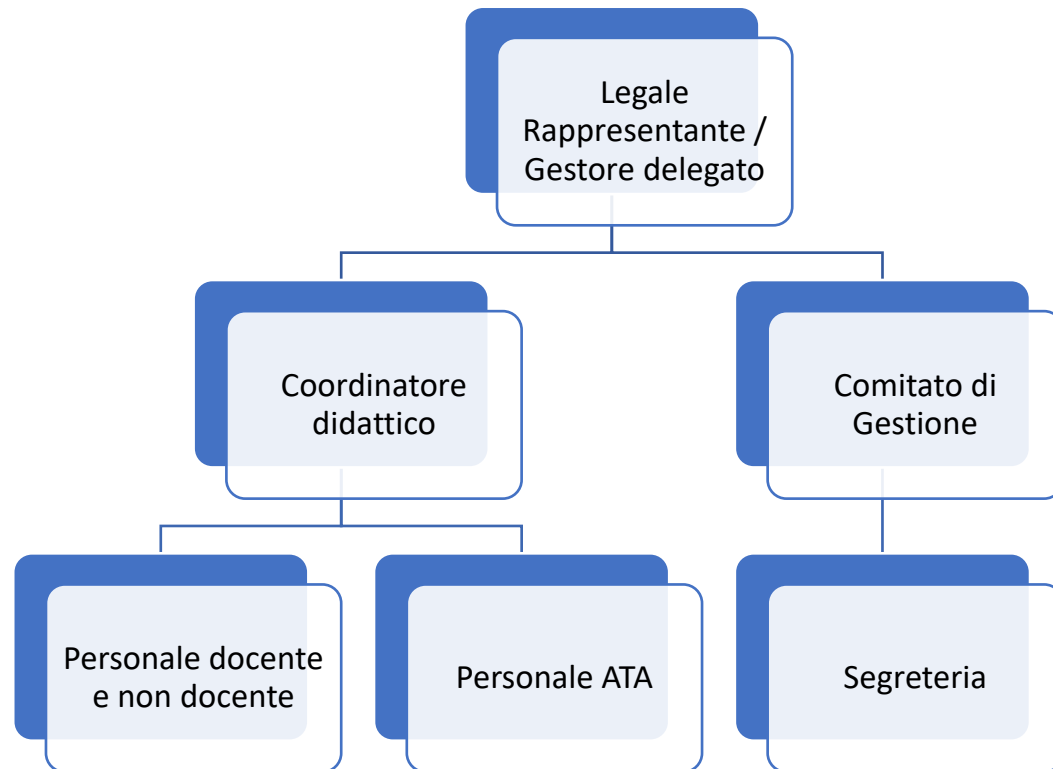 Legale
Rappresentante /
Gestore delegato
Coordinatore
didattico
Comitato di
Gestione
Personale docente
e non docente
Personale ATA
Segreteria